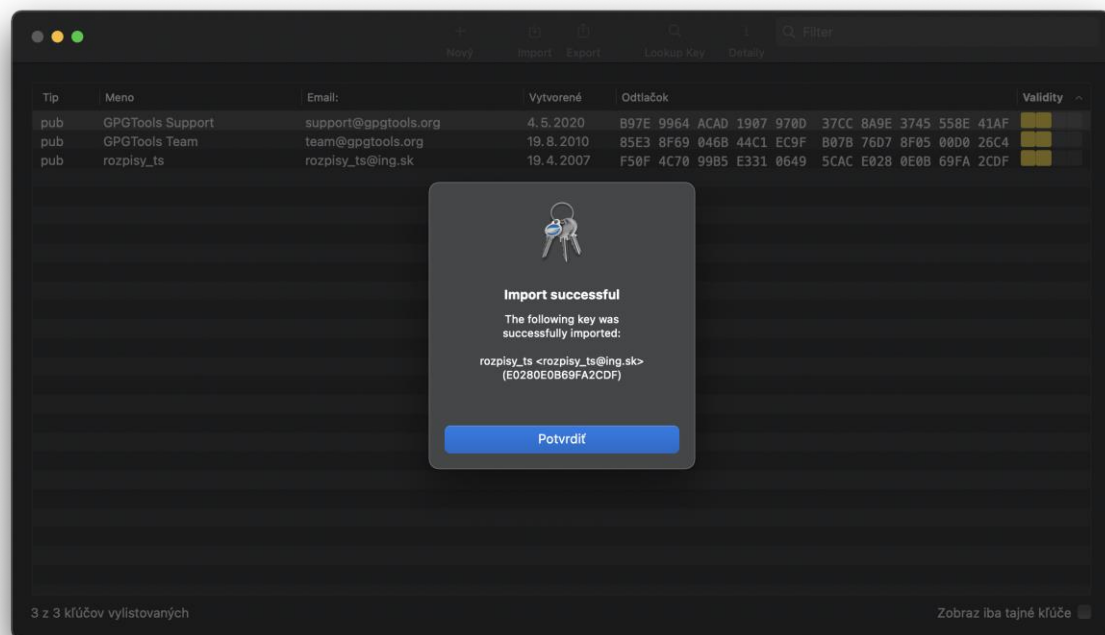 Nový Import Export Lookup Key Detaily Filter
Tip Meno Email: Vytvorené Odtlačok Validity
pub GPGTools Support support@gpgtools.org 4. 5. 2020 B97E 9964 ACAD 1907 970D 37CC 8A9E 3745 558E 41AF
pub GPGTools Team team@gpgtools.org 19. 8. 2010 85E3 8F69 046B 44C1 EC9F B07B 76D7 8F05 00D0 26C4
pub rozpisy_ts rozpisy_ts@ing.sk 19. 4. 2007 F50F 4C70 99B5 E331 0649 5CAC E028 0E0B 69FA 2CDF
Import successful
The following key was
successfully imported:
rozpisy_ts <rozpisy_ts@ing.sk>
(E0280E0B69FA2CDF)
Potvrdiť
3 z 3 kľúčov vylistovaných Zobraz iba tajné kľúče